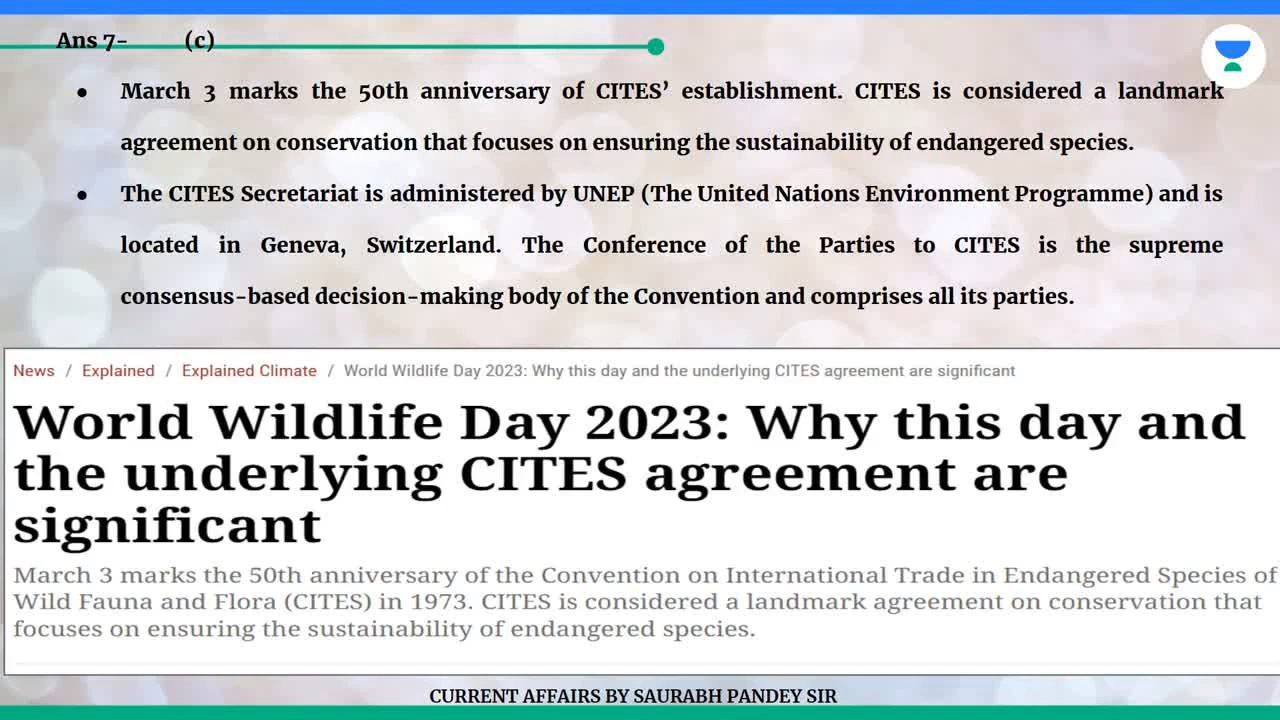 Ans 7- (c)
• March 3 marks the 50th anniversary of CITES’ establishment. CITES is considered a landmark
agreement on conservation that focuses on ensuring the sustainability of endangered species.
• The CITES Secretariat is administered by UNEP (The United Nations Environment Programme) and is
located in Geneva, Switzerland. The Conference of the Parties to CITES is the supreme
consensus-based decision-making body of the Convention and comprises all its parties.
News / Explained / Explained Climate / World Wildlife Day 2023: Why this day and the underlying CITES agreement are significant
World Wildlife Day 2023: Why this day and
the underlying CITES agreement are
significant
March 3 marks the 50th anniversary of the Convention on International Trade in Endangered Species of
Wild Fauna and Flora (CITES) in 1973. CITES is considered a landmark agreement on conservation that
focuses on ensuring the sustainability of endangered species.
CURRENT AFFAIRS BY SAURABH PANDEY SIR